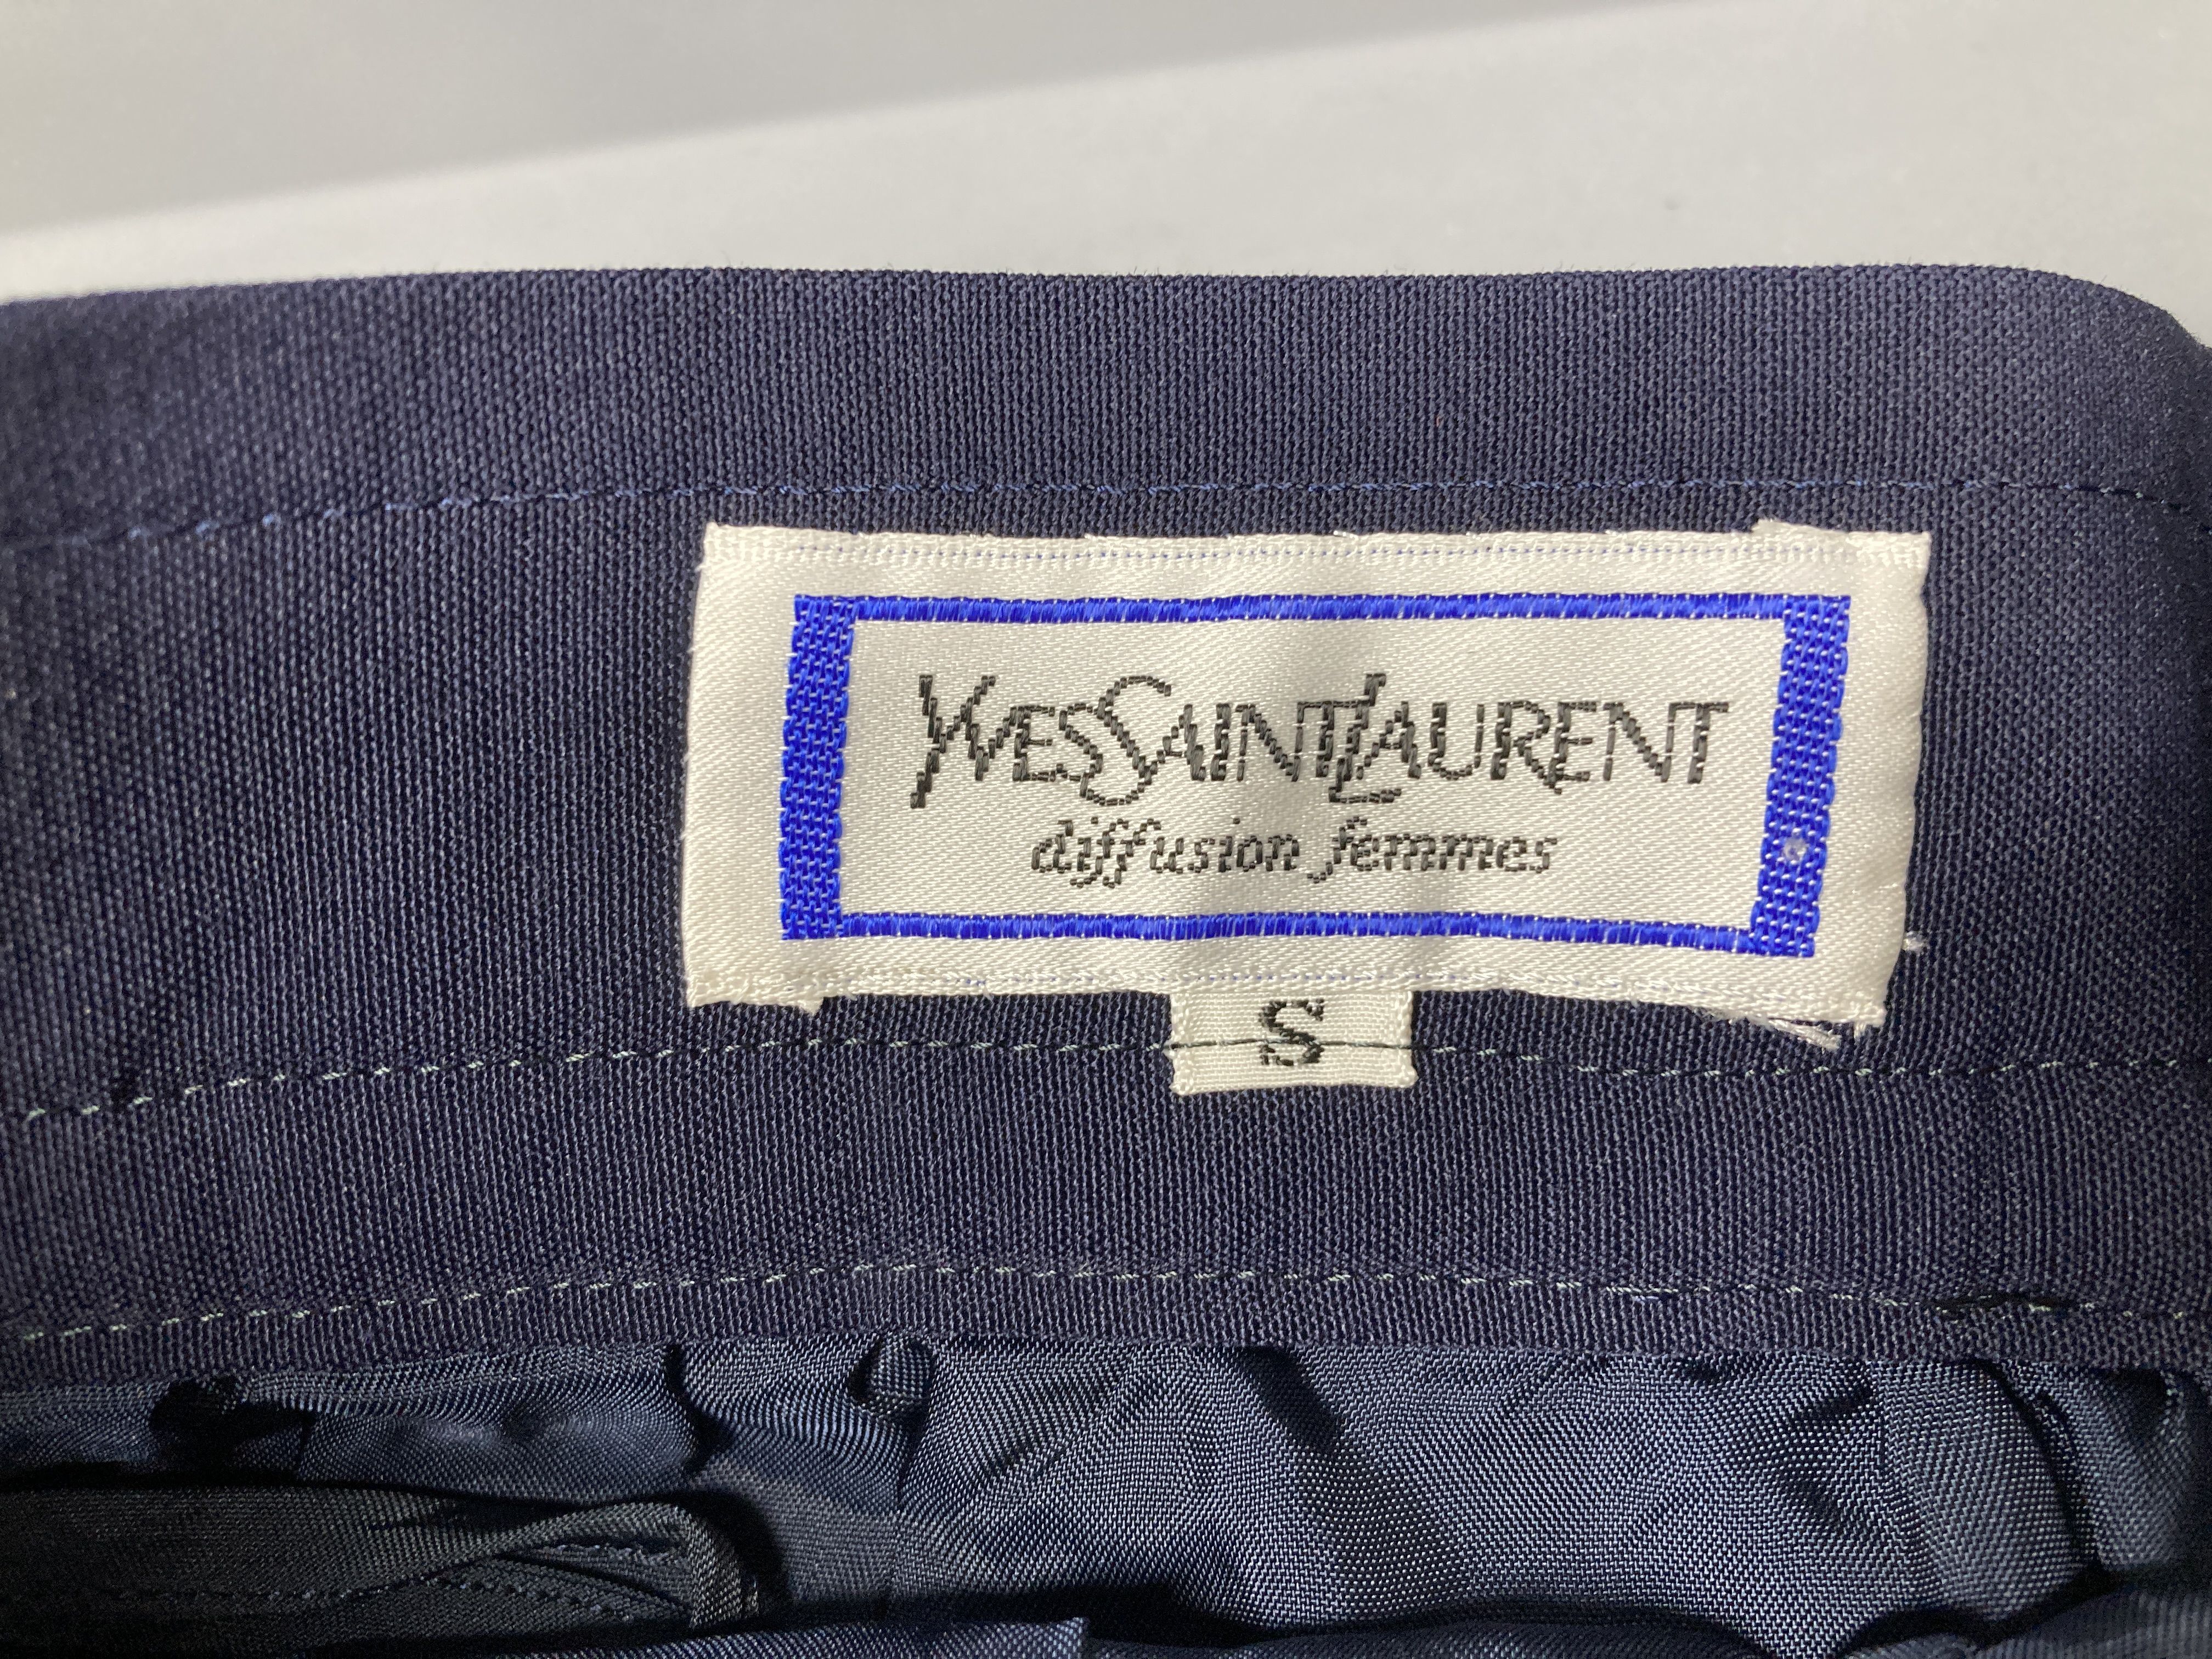 YVESSAINTLAURENT
diffusion femmes
S